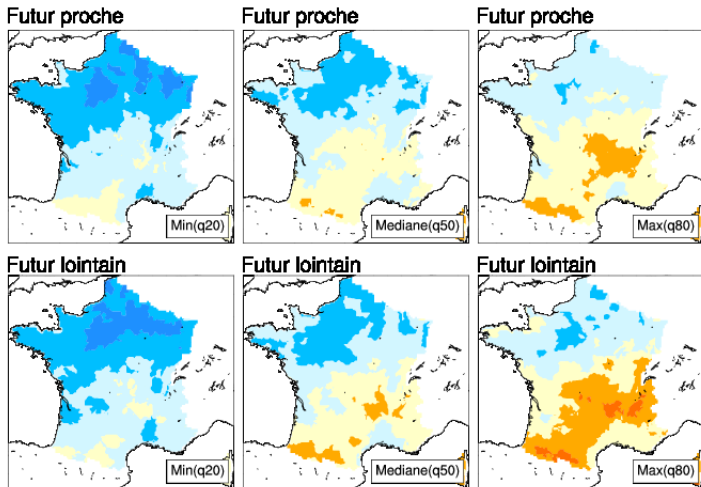 Futur proche
Futur proche
Futur proche
Min(q20)
Mediane(q50)
Max(q80)
Futur lointain
Futur lointain
Futur lointain
Min(q20)
Mediane(q50)
Max(q80)